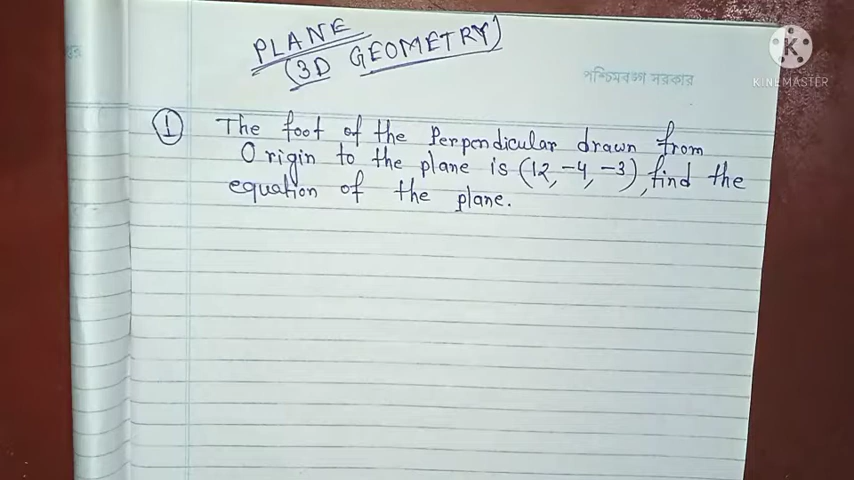 PLANE
(3D GEOMETRY)
পশ্চিমবঙ্গ সরকার
K
KINEMASTER
① The foot of the Perpendicular drawn from
Origin to the plane is (12, -4, -3), find the
equation of the plane.